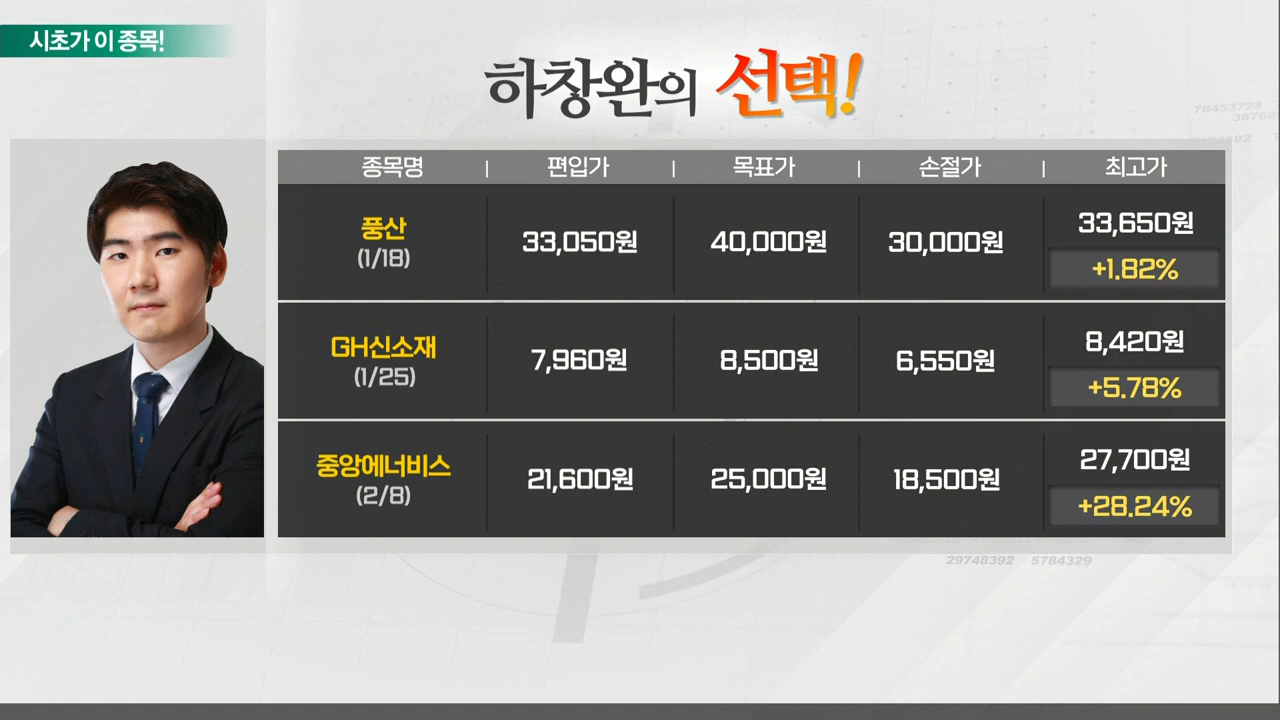 시초가 이 종목!
하창완의 선택!
종목명 | 편입가 | 목표가 | 손절가 | 최고가
풍산 33,050원 40,000원 30,000원 33,650원
(1/18) +1.82%
GH신소재 7,960원 8,500원 6,550원 8,420원
(1/25) +5.78%
중앙에너비스 21,600원 25,000원 18,500원 27,700원
(2/8) +28.24%
78453728
29748392 5784329